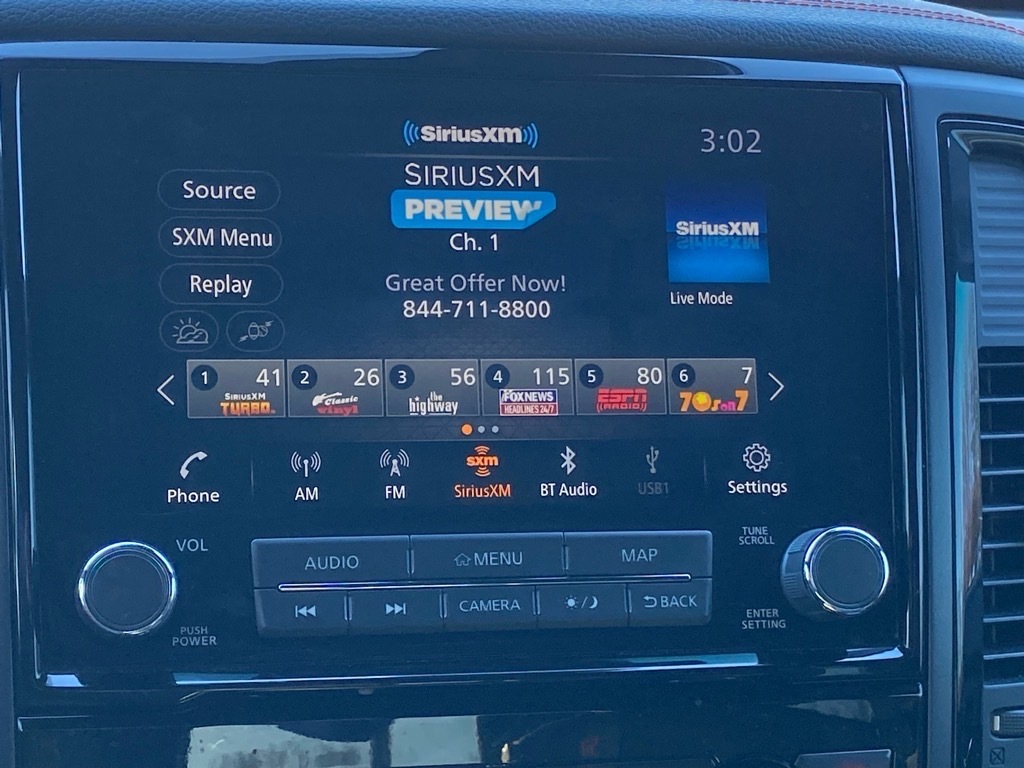 SiriusXM
3:02
SIRIUSXM
PREVIEW
Ch. 1
Great Offer Now!
844-711-8800
Source
SXM Menu
Replay
SiriusXM
Live Mode
1 41 SIRIUSXM TURBO
2 26 Classic vinyl
3 56 the highway
4 115 FOX NEWS HEADLINES 24/7
5 80 ESPN RADIO
6 7 70s on 7
Phone
AM
FM
sxm
SiriusXM
BT Audio
USB1
Settings
VOL
PUSH
POWER
AUDIO
MENU
MAP
CAMERA
BACK
TUNE
SCROLL
ENTER
SETTING